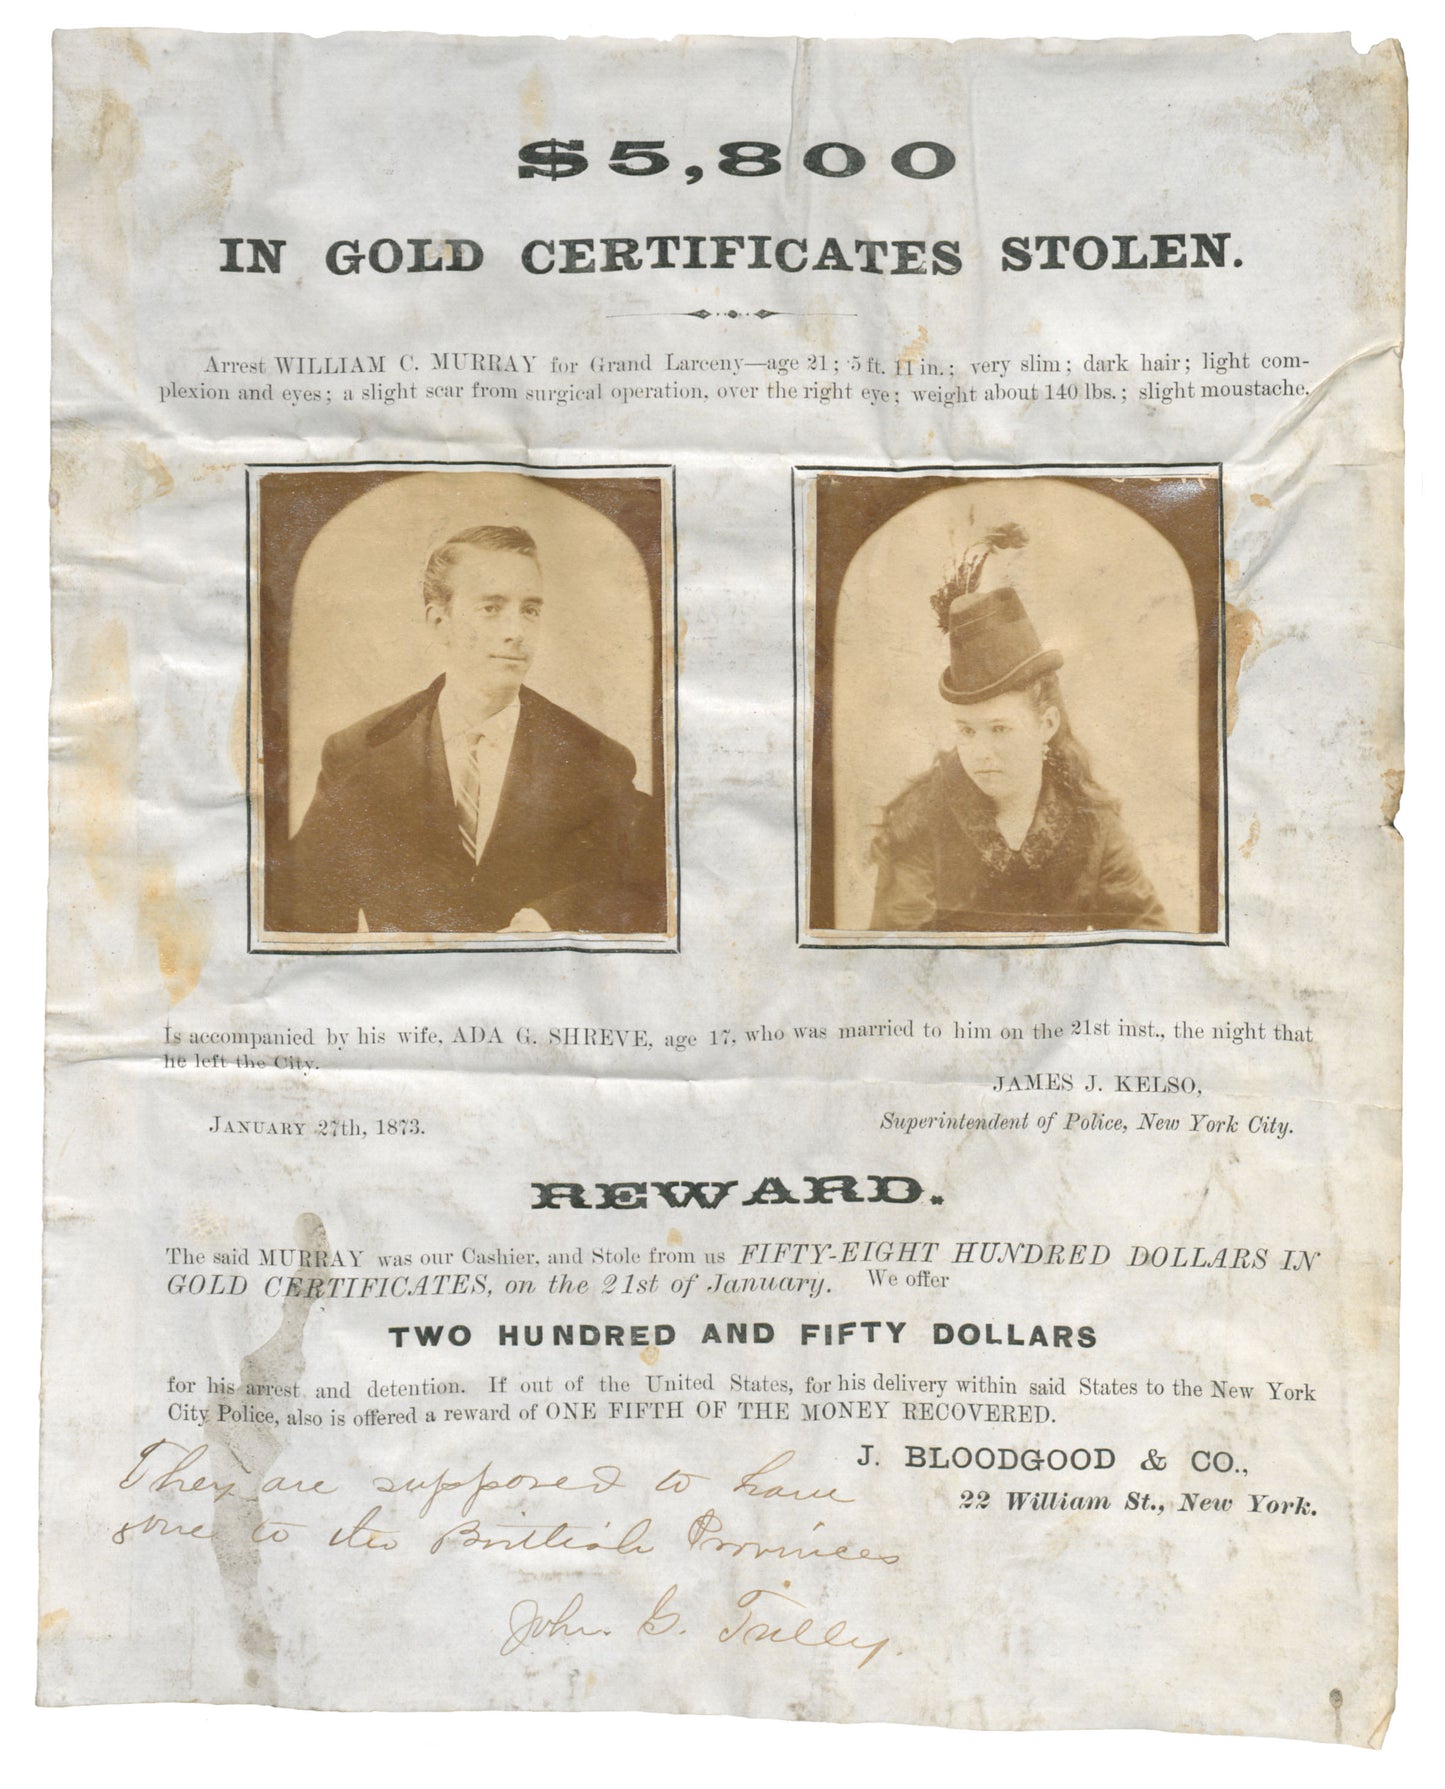 $5,800
IN GOLD CERTIFICATES STOLEN.
Arrest WILLIAM C. MURRAY for Grand Larceny—age 21; 5 ft. 11 in.; very slim; dark hair; light com-
plexion and eyes; a slight scar from surgical operation, over the right eye; weight about 140 lbs.; slight moustache.
Is accompanied by his wife, ADA G. SHREVE, age 17, who was married to him on the 21st inst., the night that
he left the City.
JAMES J. KELSO,
January 27th, 1873.
Superintendent of Police, New York City.
REWARD.
The said MURRAY was our Cashier, and Stole from us FIFTY-EIGHT HUNDRED DOLLARS IN
GOLD CERTIFICATES, on the 21st of January. We offer
TWO HUNDRED AND FIFTY DOLLARS
for his arrest and detention. If out of the United States, for his delivery within said States to the New York
City Police, also is offered a reward of ONE FIFTH OF THE MONEY RECOVERED.
J. BLOODGOOD & CO.,
22 William St., New York.
They are supposed to have
gone to the Brittish Provinces
John G. Tilley.